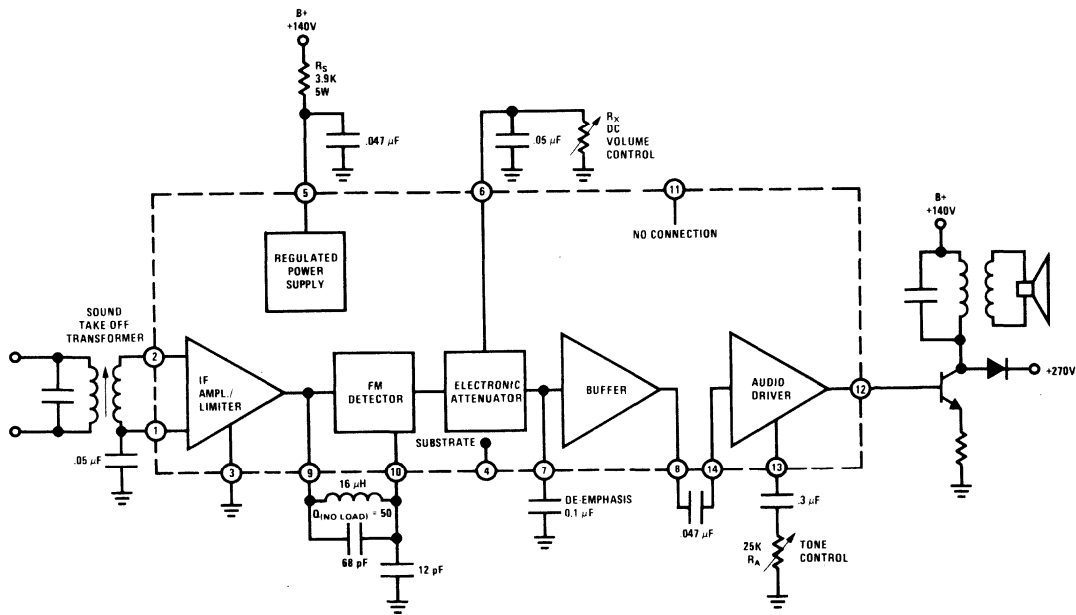 B+
+140V
RS
3.9K
5W
.047 µF
.05 µF
RX
DC
VOLUME
CONTROL
5
6
11
NO CONNECTION
B+
+140V
REGULATED
POWER
SUPPLY
SOUND
TAKE OFF
TRANSFORMER
2
IF
AMPL./
LIMITER
FM
DETECTOR
ELECTRONIC
ATTENUATOR
BUFFER
AUDIO
DRIVER
12
+270V
1
SUBSTRATE
.05 µF
3
9
10
4
7
8
14
13
16 µH
Q(NO LOAD) = 50
68 pF
12 pF
DE-EMPHASIS
0.1 µF
.047 µF
.3 µF
25K
RA
TONE
CONTROL